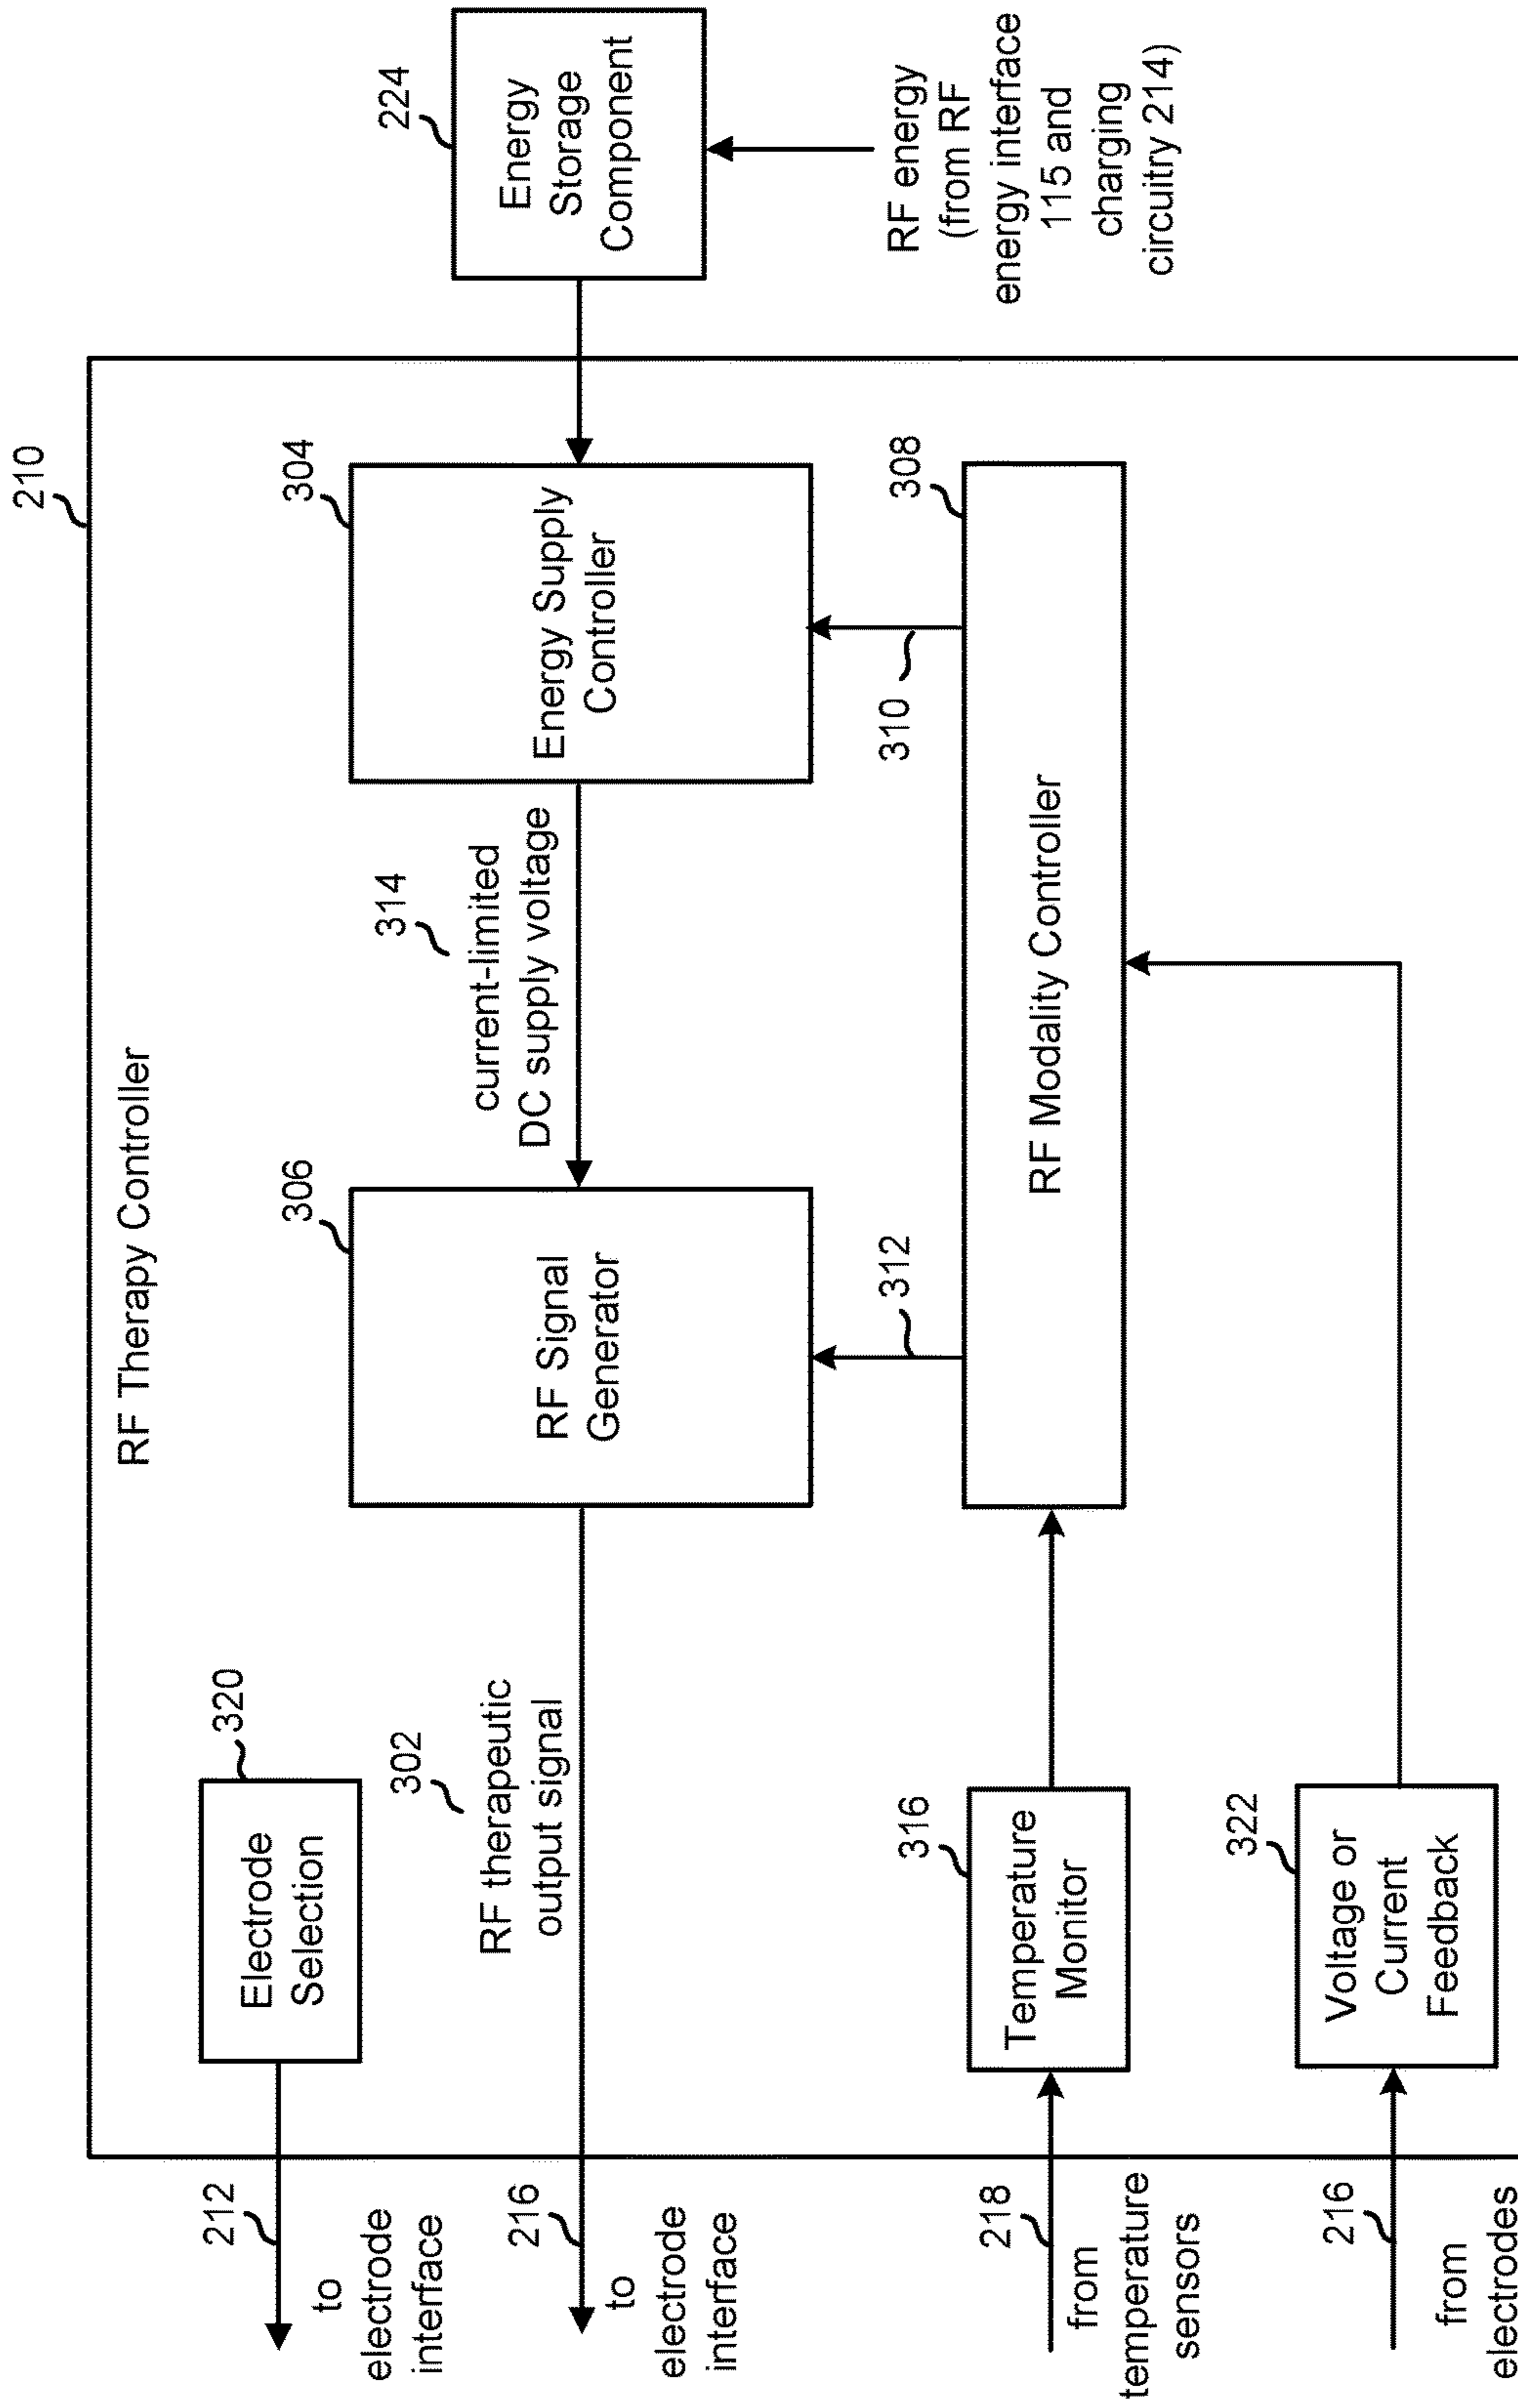 210
RF Therapy Controller
320
Electrode
Selection
212
to
electrode
interface
302
RF therapeutic
output signal
216
to
electrode
interface
306
RF Signal
Generator
314
current-limited
DC supply voltage
304
Energy Supply
Controller
224
Energy
Storage
Component
RF energy
(from RF
energy interface
115 and
charging
circuitry 214)
312
310
308
RF Modality Controller
316
Temperature
Monitor
218
from
temperature
sensors
322
Voltage or
Current
Feedback
216
from
electrodes